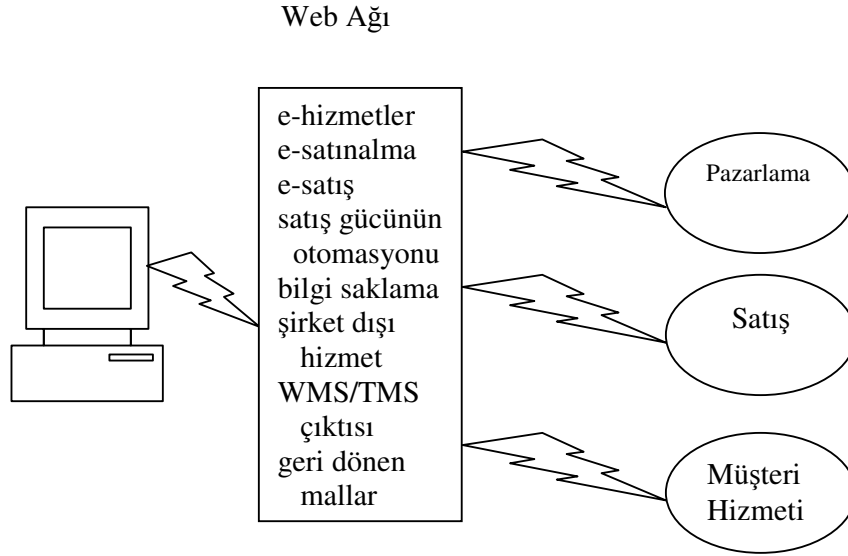 Web Ağı
e-hizmetler
e-satınalma
e-satış
satış gücünün
otomasyonu
bilgi saklama
şirket dışı
hizmet
WMS/TMS
çıktısı
geri dönen
mallar
Pazarlama
Satış
Müşteri
Hizmeti